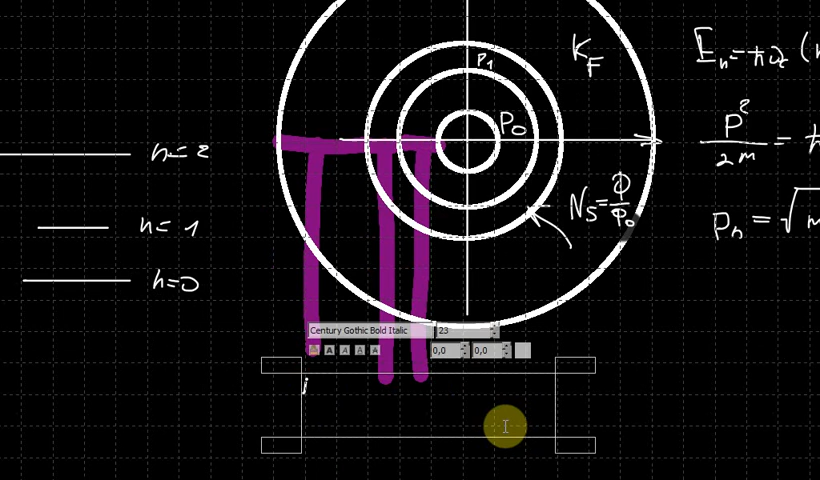 K_F
P_1
E_n = ħΩ (
P_0
n = 2
P² / 2m = ħ
N_S = Φ/Φ_0
n = 1
P_n = √m
n = 0
Century Gothic Bold Italic 23
A A A A 0,0 0,0
i